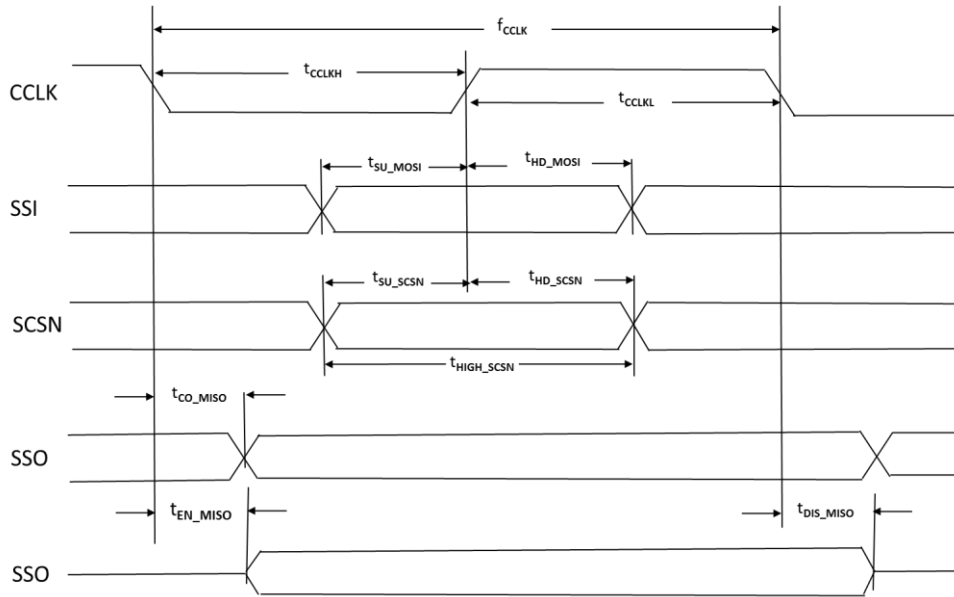 fCCLK
tCCLKH
CCLK
tCCLKL
tSU_MOSI
tHD_MOSI
SSI
tSU_SCSN
tHD_SCSN
SCSN
tHIGH_SCSN
tCO_MISO
SSO
tEN_MISO
tDIS_MISO
SSO